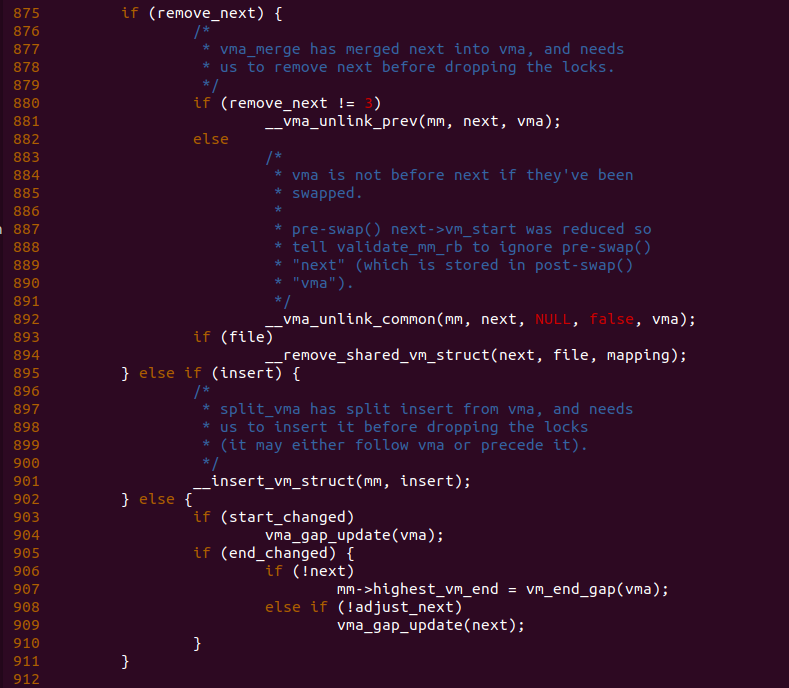 875         if (remove_next) {
876                 /*
877                  * vma_merge has merged next into vma, and needs
878                  * us to remove next before dropping the locks.
879                  */
880                 if (remove_next != 3)
881                         __vma_unlink_prev(mm, next, vma);
882                 else
883                         /*
884                          * vma is not before next if they've been
885                          * swapped.
886                          *
887                          * pre-swap() next->vm_start was reduced so
888                          * tell validate_mm_rb to ignore pre-swap()
889                          * "next" (which is stored in post-swap()
890                          * "vma").
891                          */
892                         __vma_unlink_common(mm, next, NULL, false, vma);
893                 if (file)
894                         __remove_shared_vm_struct(next, file, mapping);
895         } else if (insert) {
896                 /*
897                  * split_vma has split insert from vma, and needs
898                  * us to insert it before dropping the locks
899                  * (it may either follow vma or precede it).
900                  */
901                 __insert_vm_struct(mm, insert);
902         } else {
903                 if (start_changed)
904                         vma_gap_update(vma);
905                 if (end_changed) {
906                         if (!next)
907                                 mm->highest_vm_end = vm_end_gap(vma);
908                         else if (!adjust_next)
909                                 vma_gap_update(next);
910                 }
911         }
912